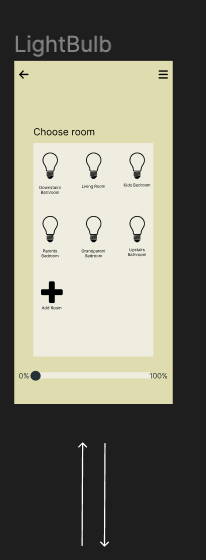 LightBulb
Choose room
Downstairs
Bathroom
Living Room
Kids Bedroom
Parents
Bedroom
Grandparent
Bedroom
Upstairs
Bathroom
Add Room
0%
100%